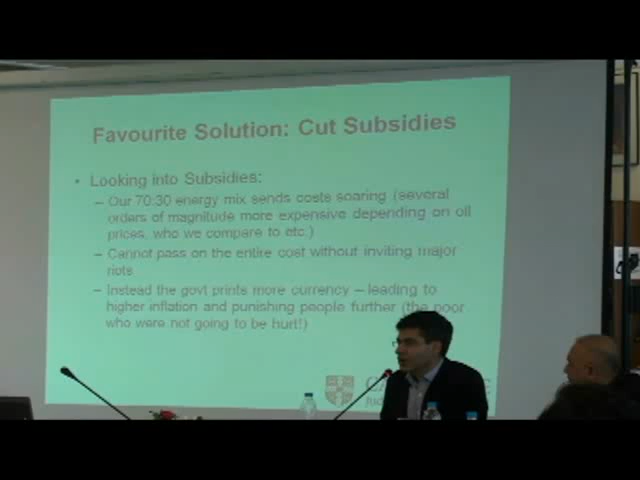 Favourite Solution: Cut Subsidies
• Looking into Subsidies:
– Our 70:30 energy mix sends costs soaring (several
orders of magnitude more expensive depending on oil
prices, who we compare to etc.)
– Cannot pass on the entire cost without inviting major
riots
– Instead the govt prints more currency – leading to
higher inflation and punishing people further (the poor
who were not going to be hurt!)